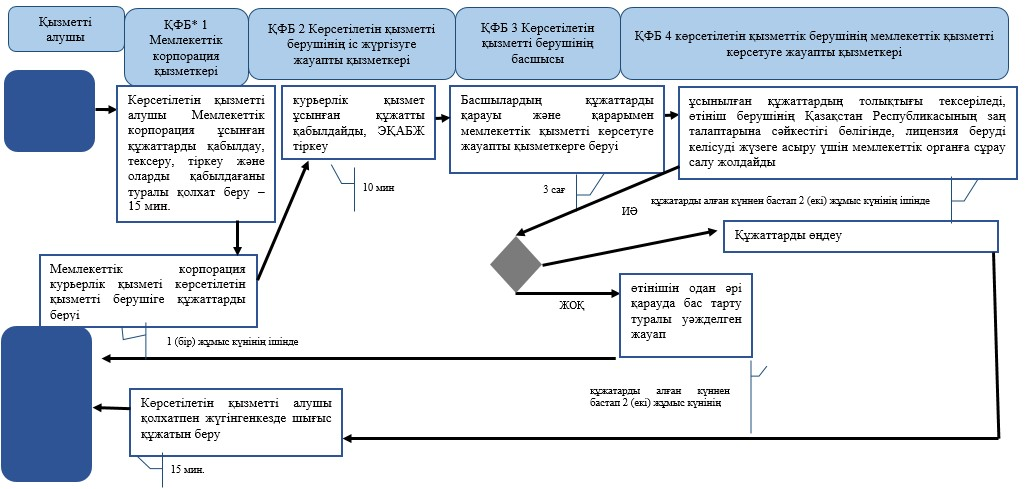 Қызметті
алушы
ҚФБ* 1
Мемлекеттік
корпорация
қызметкері
ҚФБ 2 Көрсетілетін қызметті
берушінің іс жүргізуге
жауапты қызметкері
ҚФБ 3 Көрсетілетін
қызметті берушінің
басшысы
ҚФБ 4 көрсетілетін қызметтік берушінің мемлекеттік қызметті
көрсетуге жауапты қызметкері
Көрсетілетін қызметті
алушы Мемлекеттік
корпорация ұсынған
құжаттарды қабылдау,
тексеру, тіркеу және
оларды қабылдағаны
туралы қолхат беру –
15 мин.
курьерлік қызмет
ұсынған құжатты
қабылдайды, ЭҚАБЖ
тіркеу
10 мин
Басшылардың құжаттарды
қарауы және қарарымен
мемлекеттік қызметті көрсетуге
жауапты қызметкерге беруі
3 сағ
ұсынылған құжаттардың толықтығы тексеріледі,
өтініш берушінің Қазақстан Республикасының заң
талаптарына сәйкестігі бөлігінде, лицензия беруді
келісуді жүзеге асыру үшін мемлекеттік органға сұрау
салу жолдайды
құжатарды алған күннен бастап 2 (екі) жұмыс күнінің ішінде
ИӘ
Құжаттарды өңдеу
Мемлекеттік корпорация
курьерлік қызметі көрсетілетін
қызметті берушіге құжаттарды
беруі
1 (бір) жұмыс күнінің ішінде
ЖОҚ
өтінішін одан әрі
қарауда бас тарту
туралы уәжделген
жауап
құжатарды алған күннен
бастап 2 (екі) жұмыс күнінің
Көрсетілетін қызметті алушы
қолхатпен жүгінгенкезде шығыс
құжатын беру
15 мин.